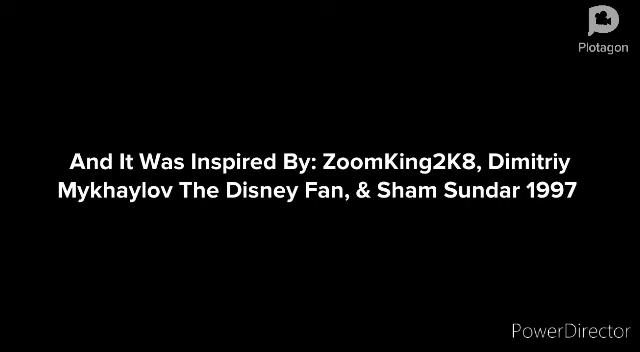 Plotagon
And It Was Inspired By: ZoomKing2K8, Dimitriy
Mykhaylov The Disney Fan, & Sham Sundar 1997
PowerDirector